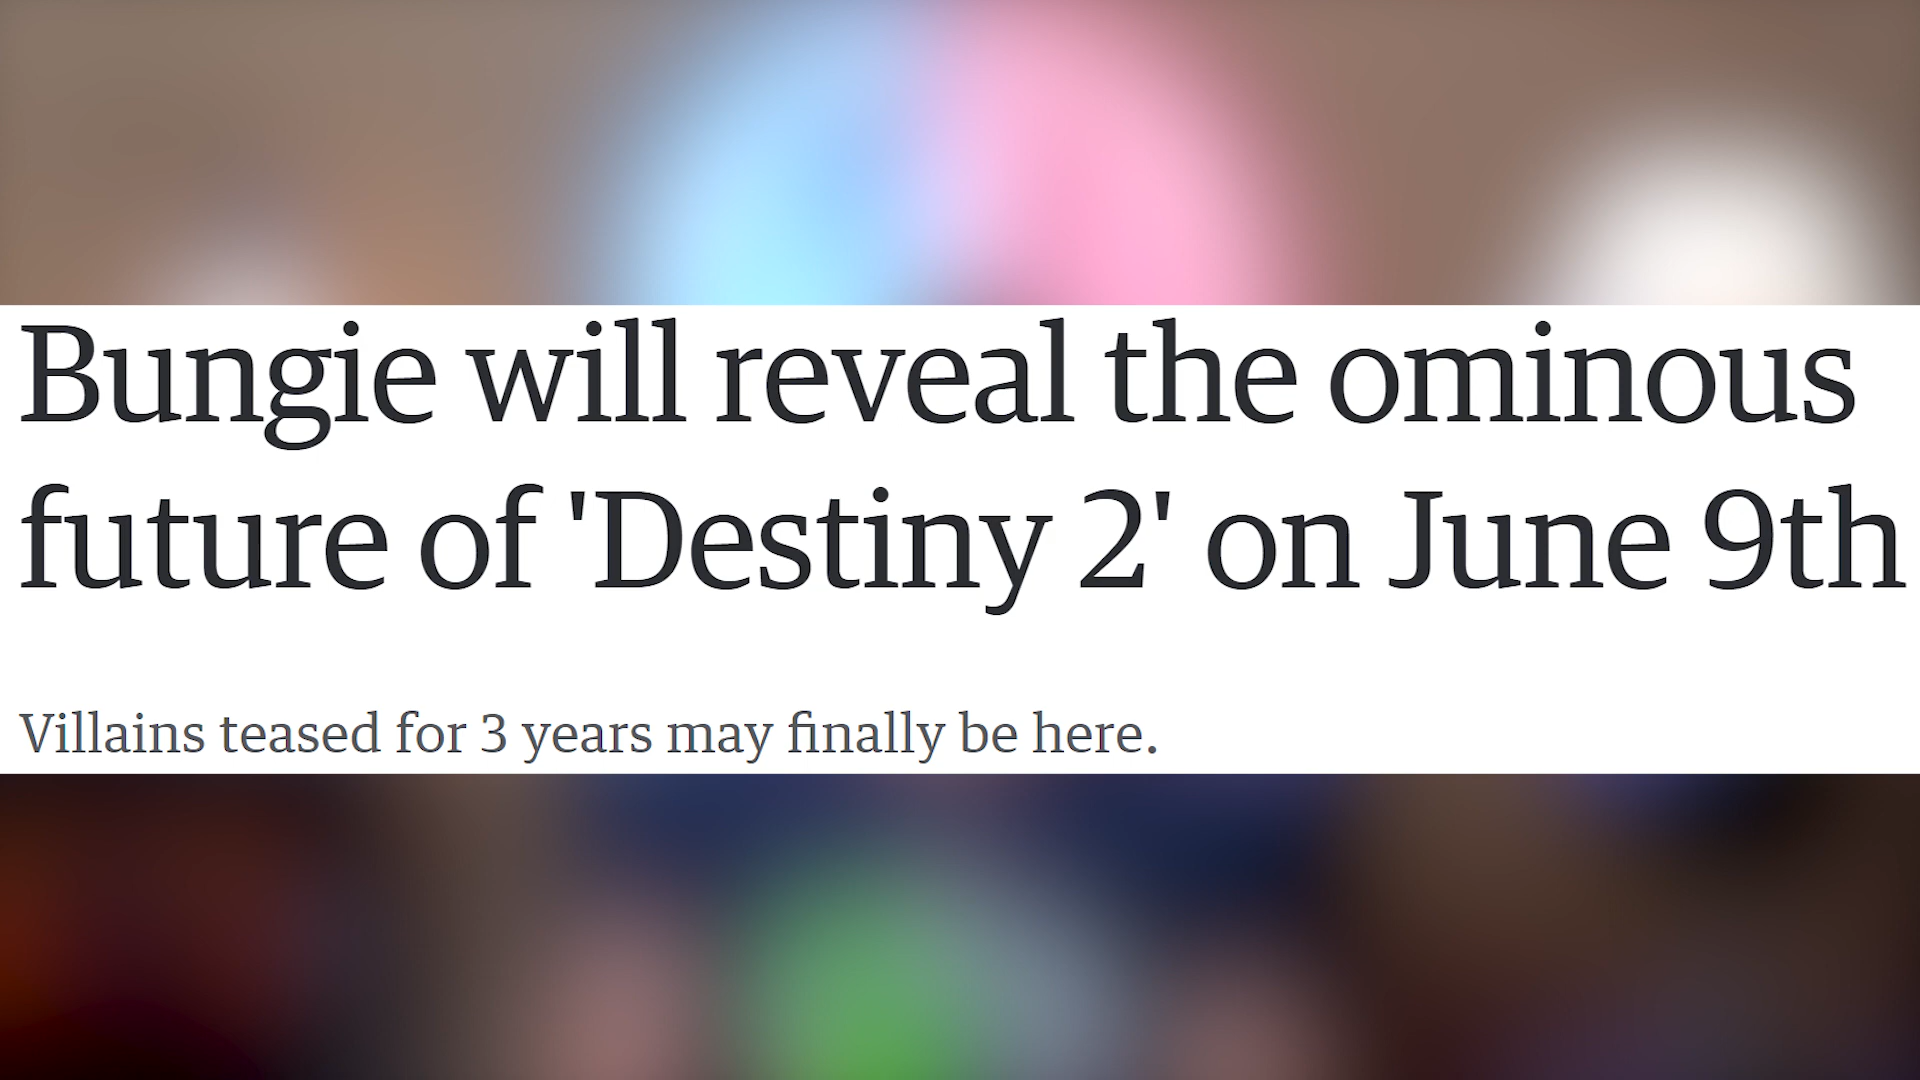 Bungie will reveal the ominous
future of 'Destiny 2' on June 9th
Villains teased for 3 years may finally be here.